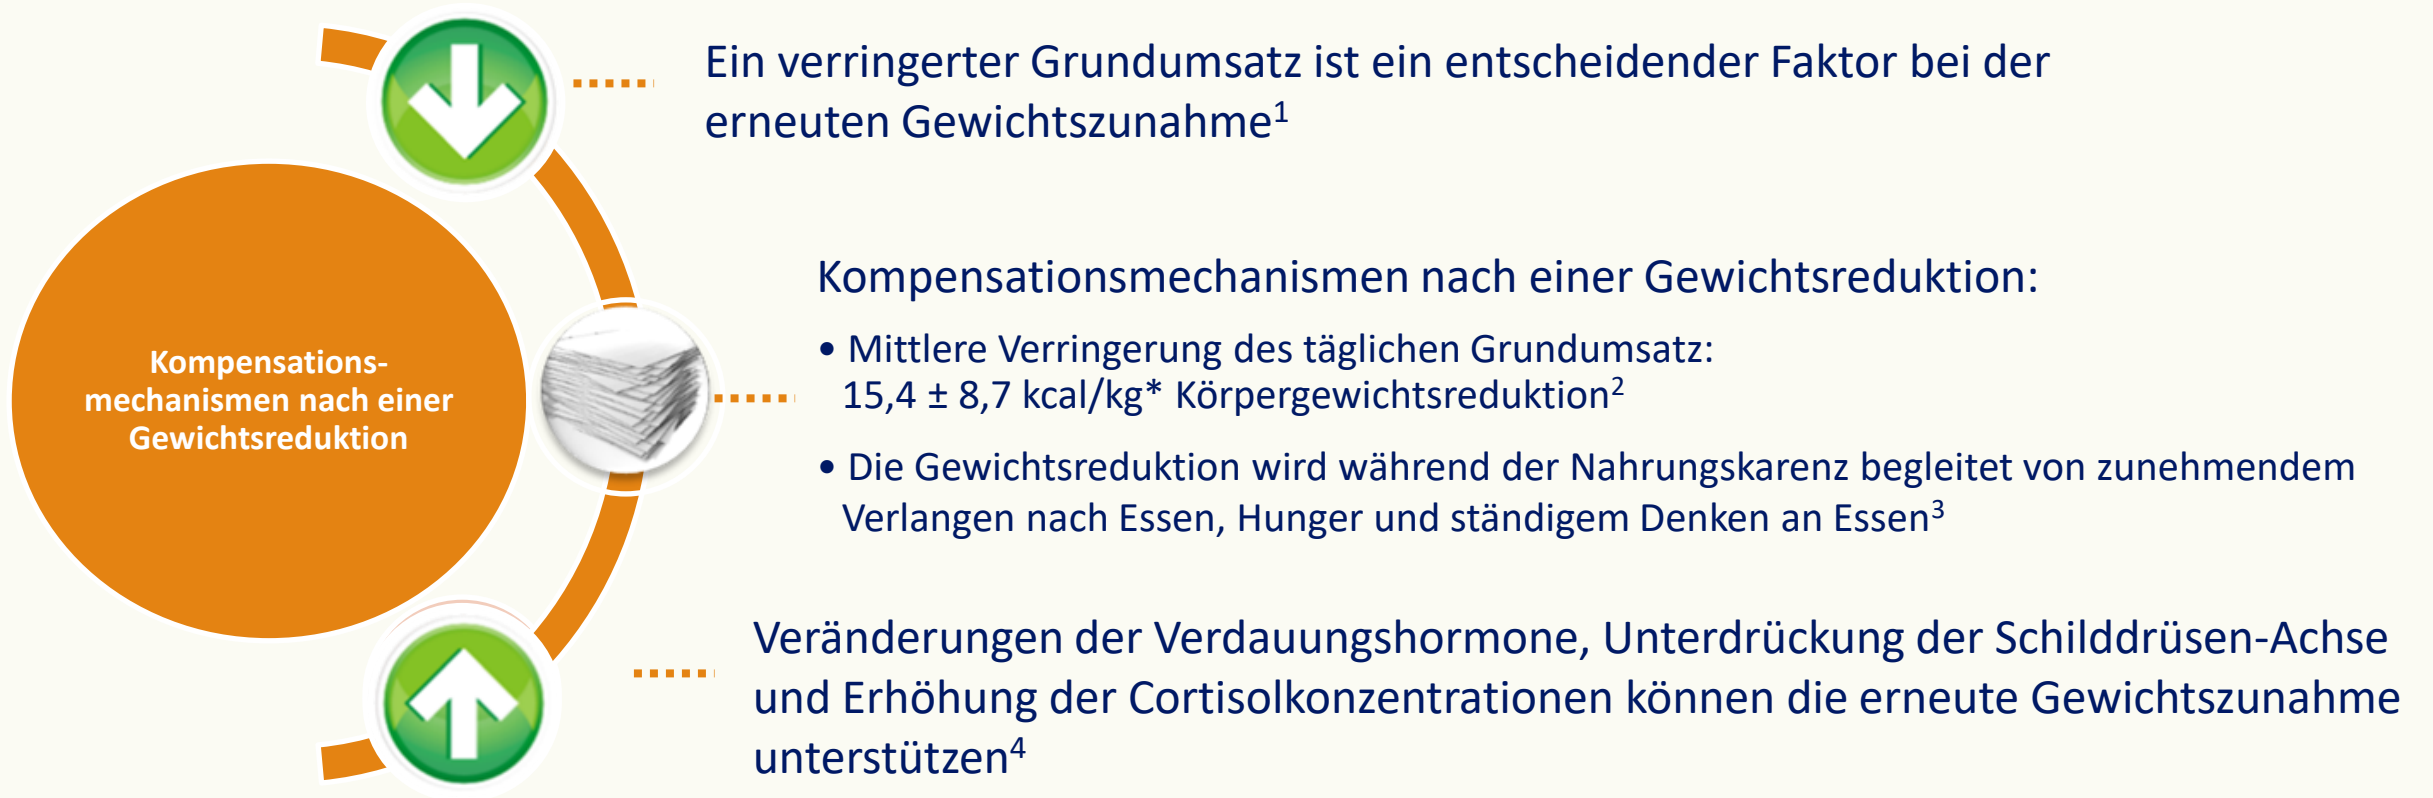 Ein verringerter Grundumsatz ist ein entscheidender Faktor bei der
erneuten Gewichtszunahme¹
Kompensations-
mechanismen nach einer
Gewichtsreduktion
Kompensationsmechanismen nach einer Gewichtsreduktion:
• Mittlere Verringerung des täglichen Grundumsatz:
15,4 ± 8,7 kcal/kg* Körpergewichtsreduktion²
• Die Gewichtsreduktion wird während der Nahrungskarenz begleitet von zunehmendem
Verlangen nach Essen, Hunger und ständigem Denken an Essen³
Veränderungen der Verdauungshormone, Unterdrückung der Schilddrüsen-Achse
und Erhöhung der Cortisolkonzentrationen können die erneute Gewichtszunahme
unterstützen⁴